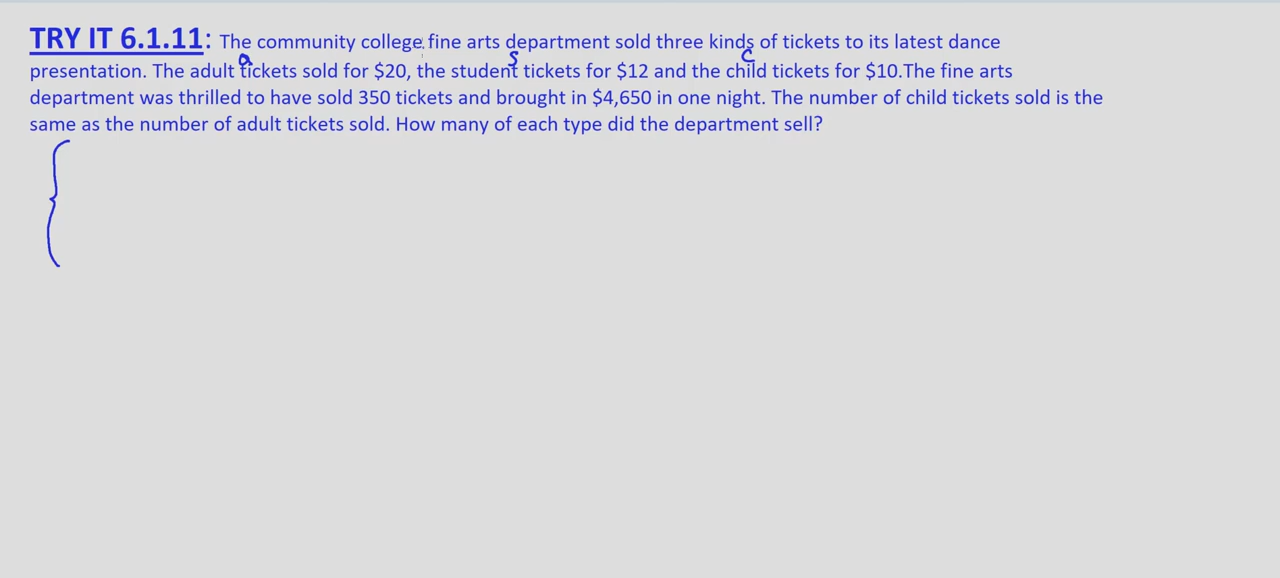 TRY IT 6.1.11: The community college fine arts department sold three kinds of tickets to its latest dance
a s c
presentation. The adult tickets sold for $20, the student tickets for $12 and the child tickets for $10.The fine arts
department was thrilled to have sold 350 tickets and brought in $4,650 in one night. The number of child tickets sold is the
same as the number of adult tickets sold. How many of each type did the department sell?
{